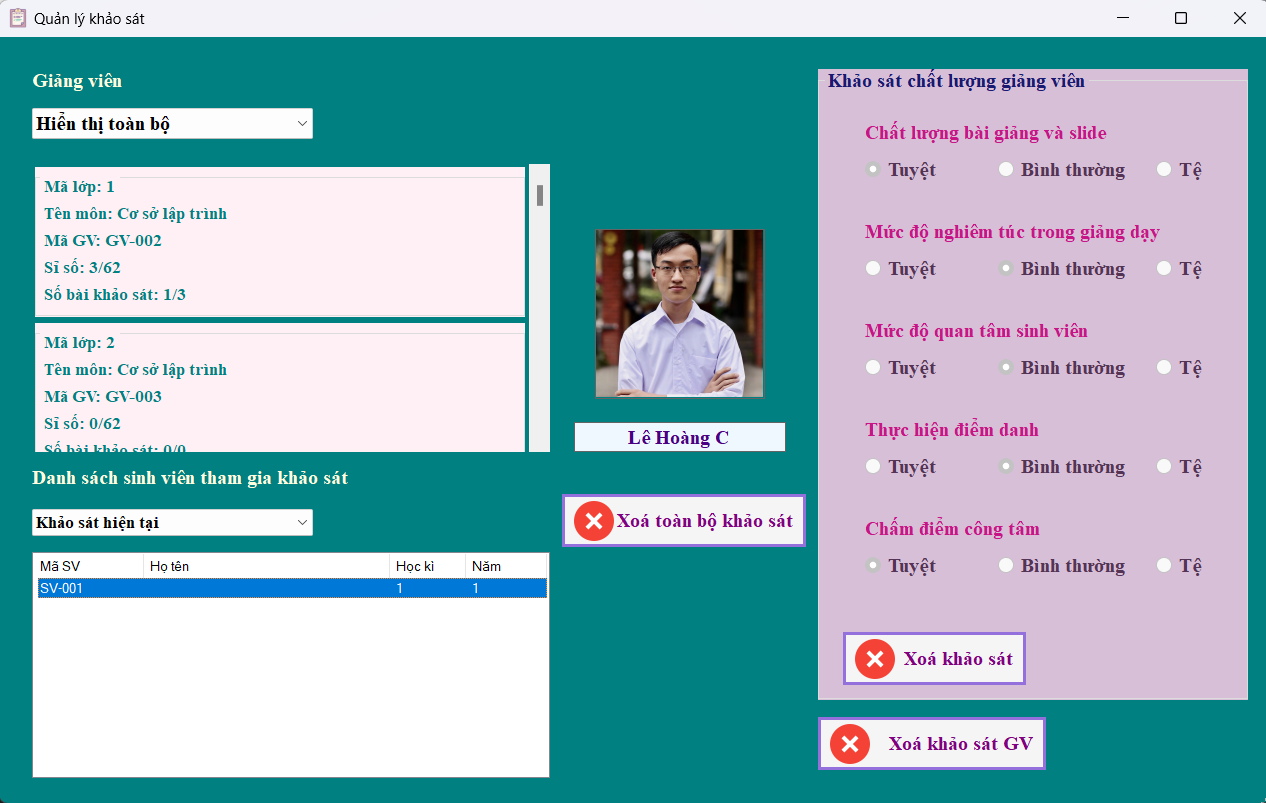 Quản lý khảo sát
Giảng viên
Hiển thị toàn bộ
Mã lớp: 1
Tên môn: Cơ sở lập trình
Mã GV: GV-002
Sĩ số: 3/62
Số bài khảo sát: 1/3
Mã lớp: 2
Tên môn: Cơ sở lập trình
Mã GV: GV-003
Sĩ số: 0/62
Số bài khảo sát: 0/0
Danh sách sinh viên tham gia khảo sát
Khảo sát hiện tại
Mã SV Họ tên Học kì Năm
SV-001 1 1
Lê Hoàng C
Xoá toàn bộ khảo sát
Khảo sát chất lượng giảng viên
Chất lượng bài giảng và slide
Tuyệt Bình thường Tệ
Mức độ nghiêm túc trong giảng dạy
Tuyệt Bình thường Tệ
Mức độ quan tâm sinh viên
Tuyệt Bình thường Tệ
Thực hiện điểm danh
Tuyệt Bình thường Tệ
Chấm điểm công tâm
Tuyệt Bình thường Tệ
Xoá khảo sát
Xoá khảo sát GV